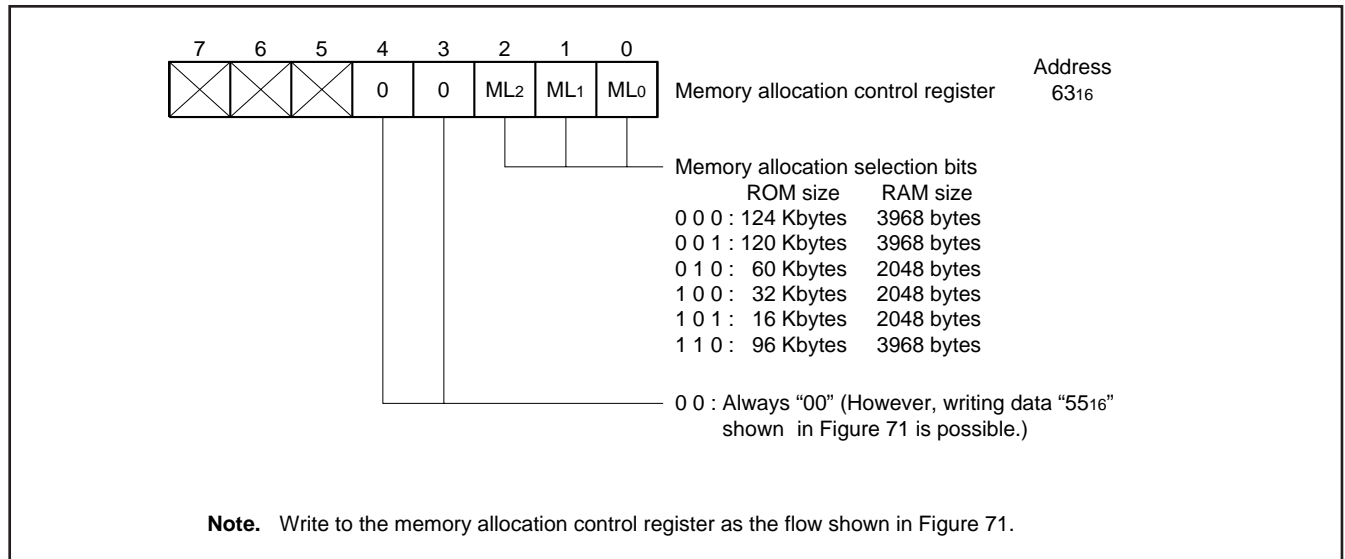 7 6 5 4 3 2 1 0
Address
0 0 ML2 ML1 ML0 Memory allocation control register 6316
Memory allocation selection bits
ROM size RAM size
0 0 0 : 124 Kbytes 3968 bytes
0 0 1 : 120 Kbytes 3968 bytes
0 1 0 : 60 Kbytes 2048 bytes
1 0 0 : 32 Kbytes 2048 bytes
1 0 1 : 16 Kbytes 2048 bytes
1 1 0 : 96 Kbytes 3968 bytes
0 0 : Always “00” (However, writing data “5516”
shown in Figure 71 is possible.)
Note. Write to the memory allocation control register as the flow shown in Figure 71.